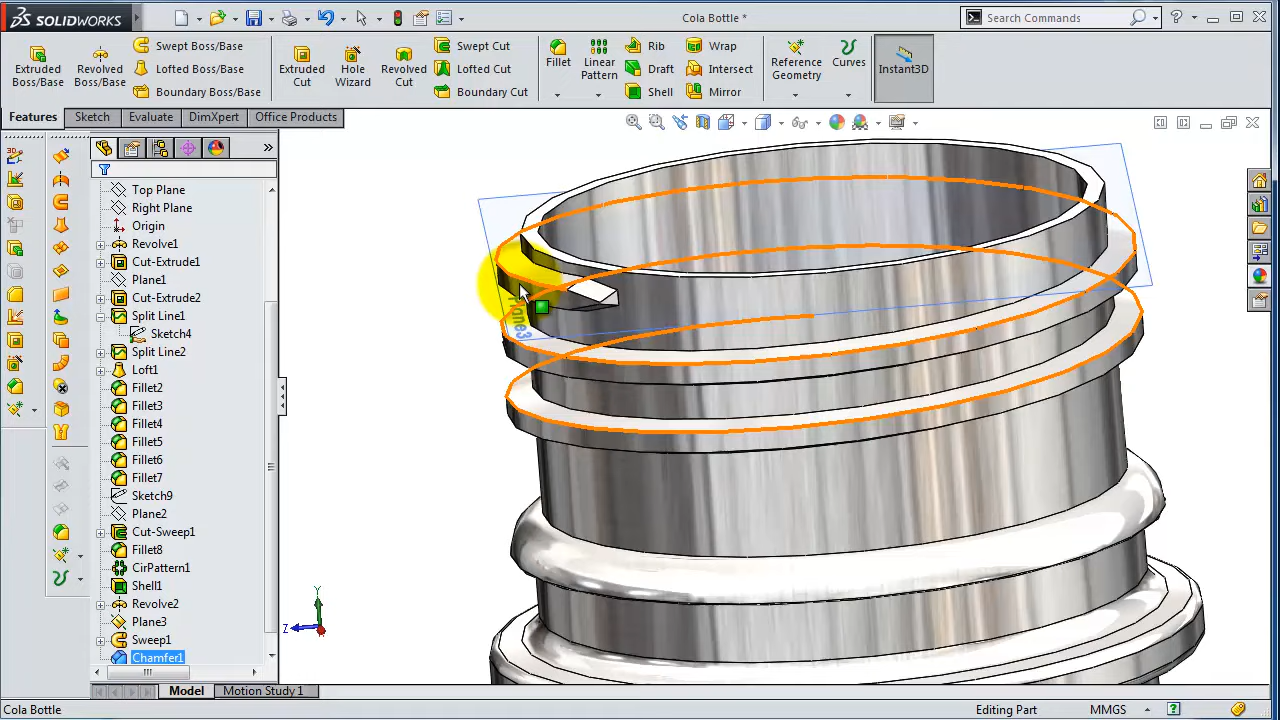 SOLIDWORKS
Cola Bottle *
Search Commands
Extruded Boss/Base
Revolved Boss/Base
Swept Boss/Base
Lofted Boss/Base
Boundary Boss/Base
Extruded Cut
Hole Wizard
Revolved Cut
Swept Cut
Lofted Cut
Boundary Cut
Fillet
Linear Pattern
Rib
Draft
Shell
Wrap
Intersect
Mirror
Reference Geometry
Curves
Instant3D
Features
Sketch
Evaluate
DimXpert
Office Products
Top Plane
Right Plane
Origin
Revolve1
Cut-Extrude1
Plane1
Cut-Extrude2
Split Line1
Sketch4
Split Line2
Loft1
Fillet2
Fillet3
Fillet4
Fillet5
Fillet6
Fillet7
Sketch9
Plane2
Cut-Sweep1
Fillet8
CirPattern1
Shell1
Revolve2
Plane3
Sweep1
Chamfer1
Plane3
Y
Z
Model
Motion Study 1
Cola Bottle
Editing Part
MMGS